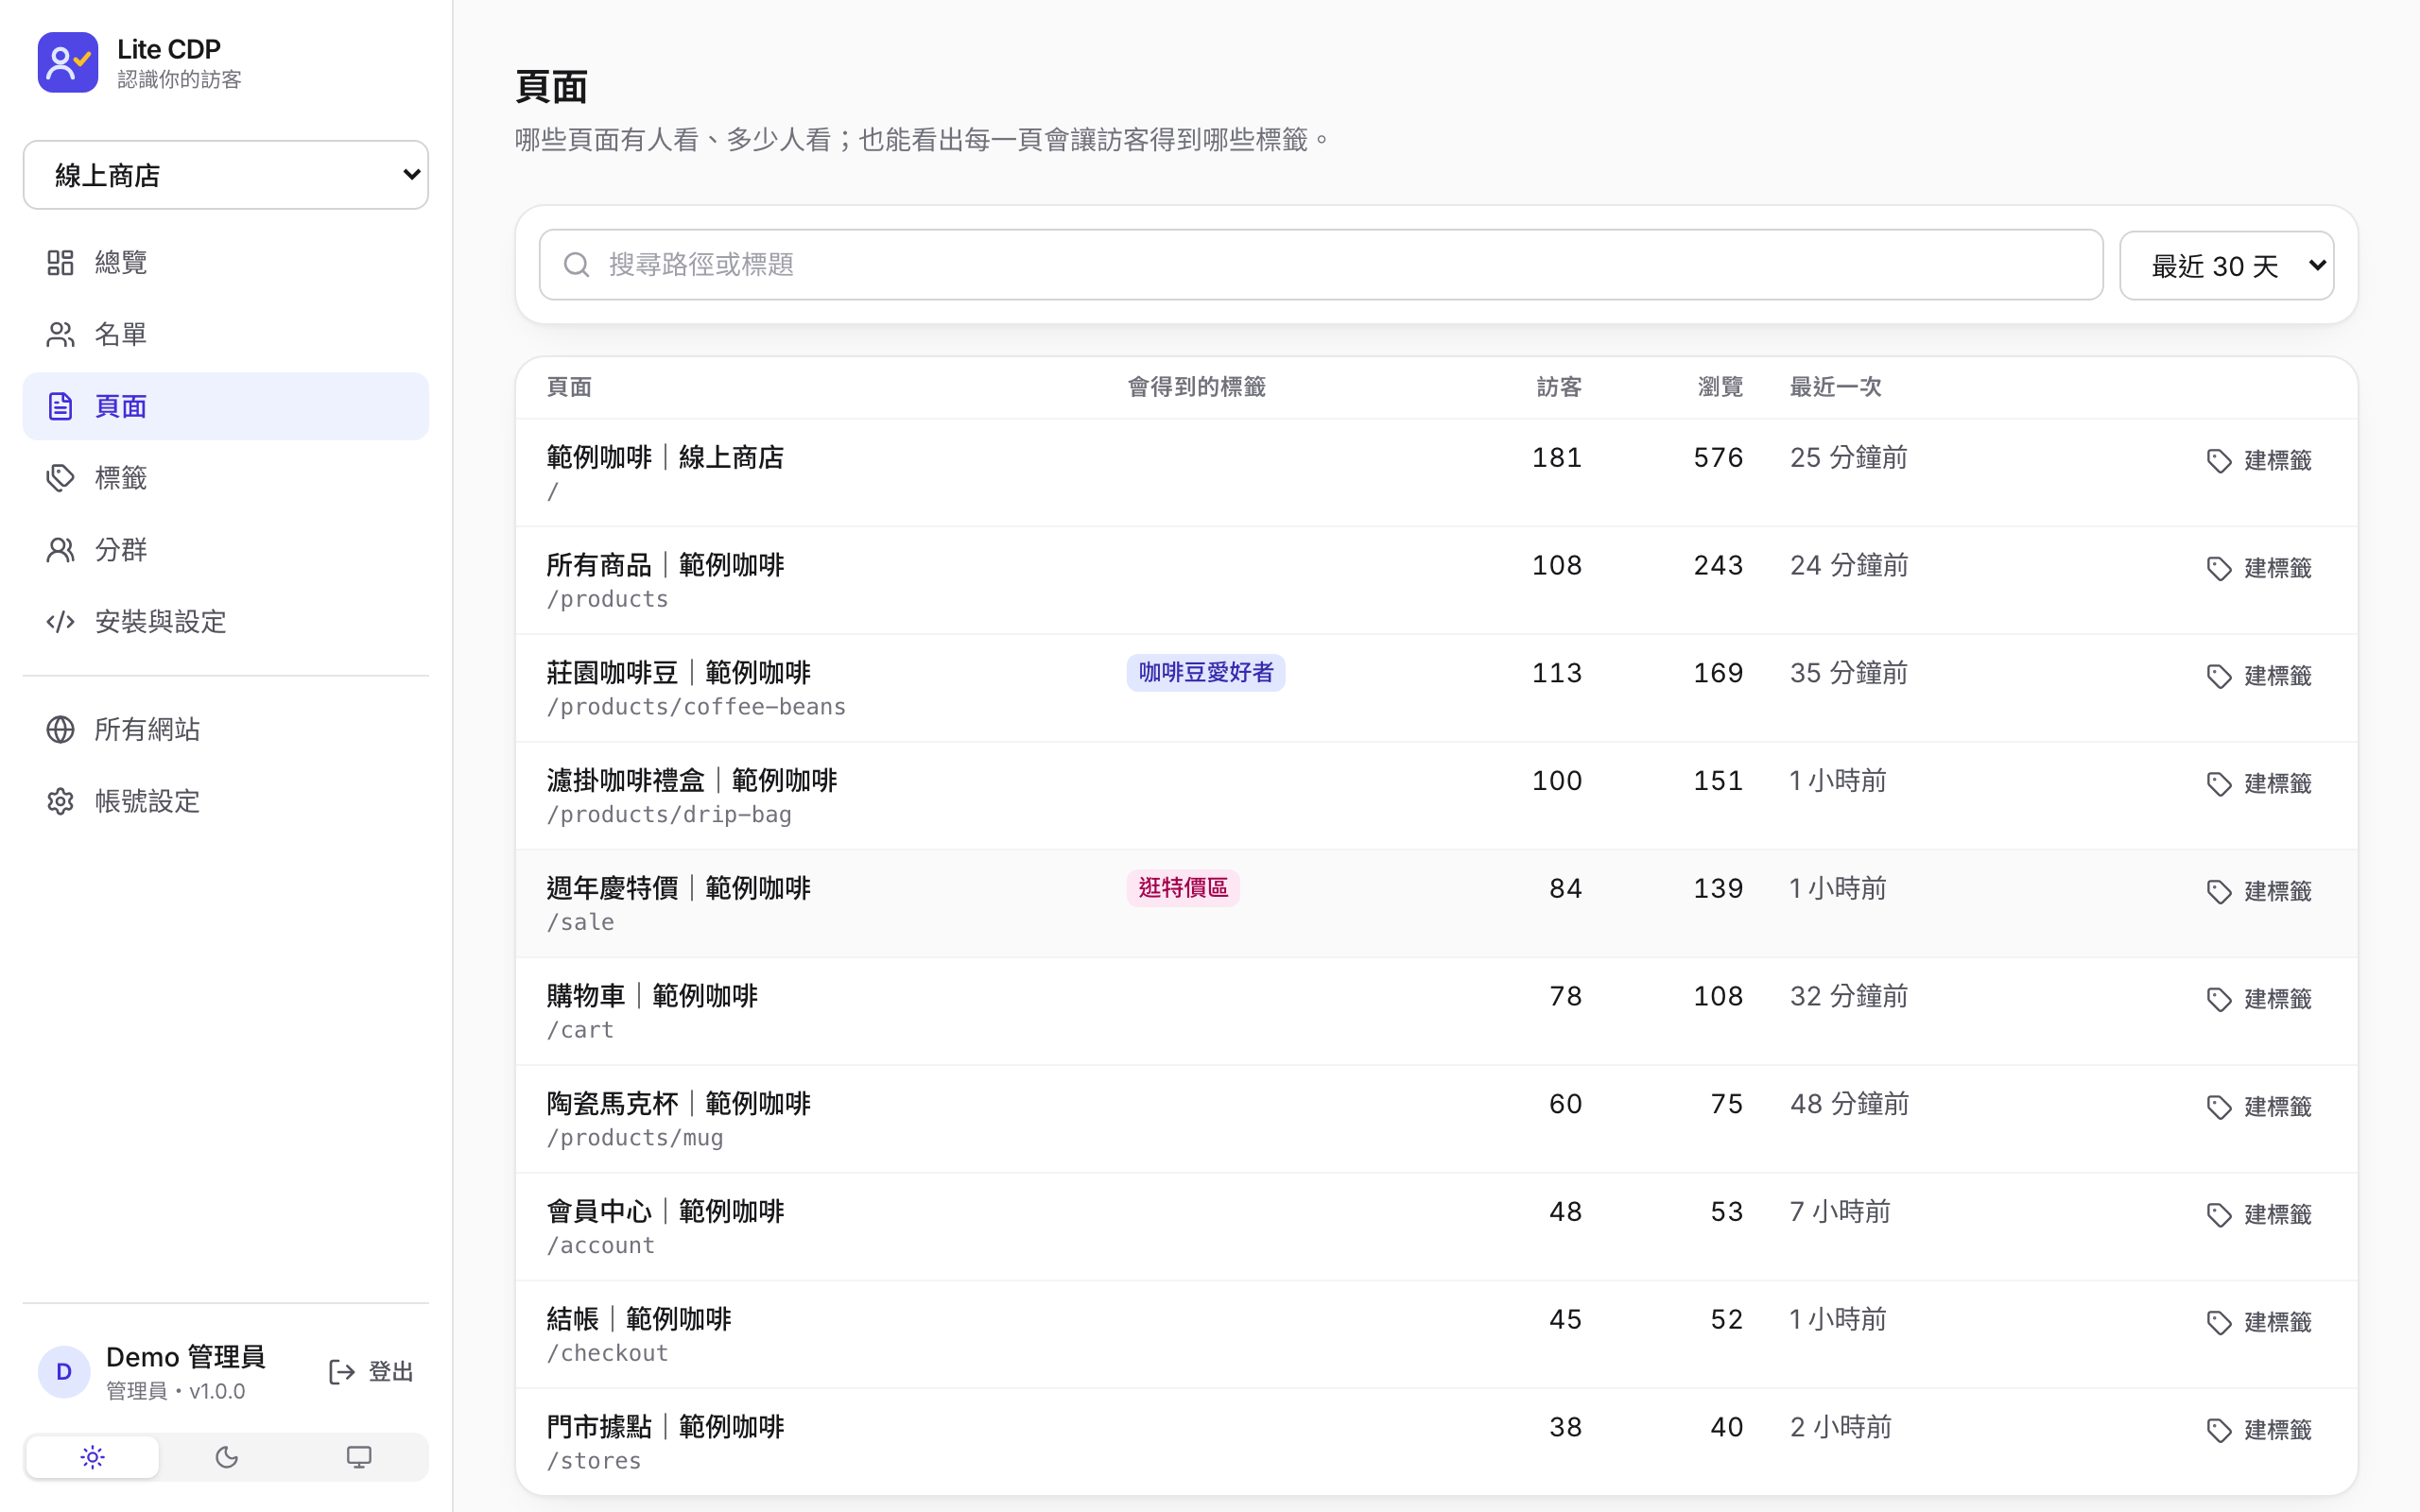 Lite CDP
認識你的訪客
線上商店
總覽
名單
頁面
標籤
分群
安裝與設定
所有網站
帳號設定
D
Demo 管理員
管理員・v1.0.0
登出
頁面
哪些頁面有人看、多少人看；也能看出每一頁會讓訪客得到哪些標籤。
搜尋路徑或標題
最近 30 天
頁面 會得到的標籤 訪客 瀏覽 最近一次
範例咖啡｜線上商店 181 576 25 分鐘前 建標籤
/
所有商品｜範例咖啡 108 243 24 分鐘前 建標籤
/products
莊園咖啡豆｜範例咖啡 咖啡豆愛好者 113 169 35 分鐘前 建標籤
/products/coffee-beans
濾掛咖啡禮盒｜範例咖啡 100 151 1 小時前 建標籤
/products/drip-bag
週年慶特價｜範例咖啡 逛特價區 84 139 1 小時前 建標籤
/sale
購物車｜範例咖啡 78 108 32 分鐘前 建標籤
/cart
陶瓷馬克杯｜範例咖啡 60 75 48 分鐘前 建標籤
/products/mug
會員中心｜範例咖啡 48 53 7 小時前 建標籤
/account
結帳｜範例咖啡 45 52 1 小時前 建標籤
/checkout
門市據點｜範例咖啡 38 40 2 小時前 建標籤
/stores